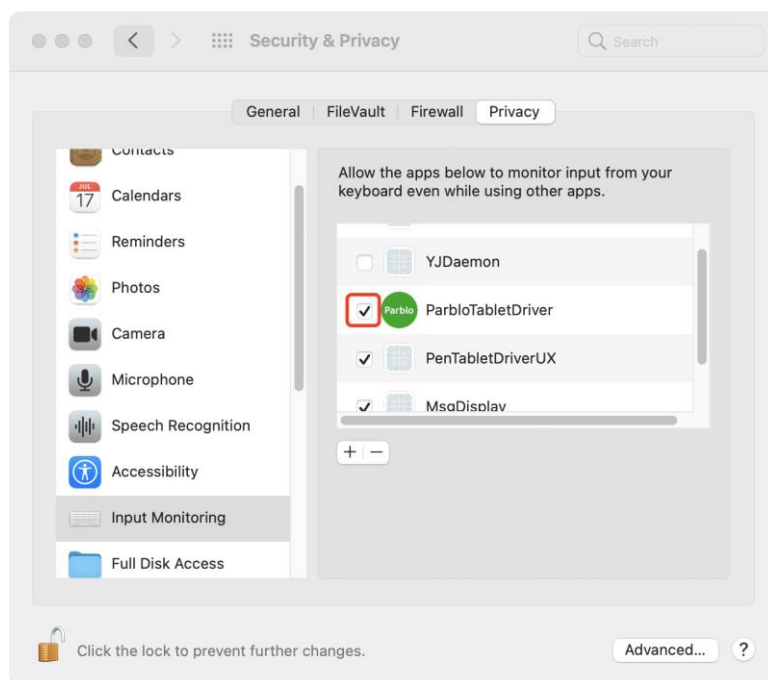 Security & Privacy
Search
General
FileVault
Firewall
Privacy
Contacts
JUL
17
Calendars
Reminders
Photos
Camera
Microphone
Speech Recognition
Accessibility
Input Monitoring
Full Disk Access
Allow the apps below to monitor input from your
keyboard even while using other apps.
YJDaemon
Parblo
ParbloTabletDriver
PenTabletDriverUX
MsgDisplay
+ −
Click the lock to prevent further changes.
Advanced...
?